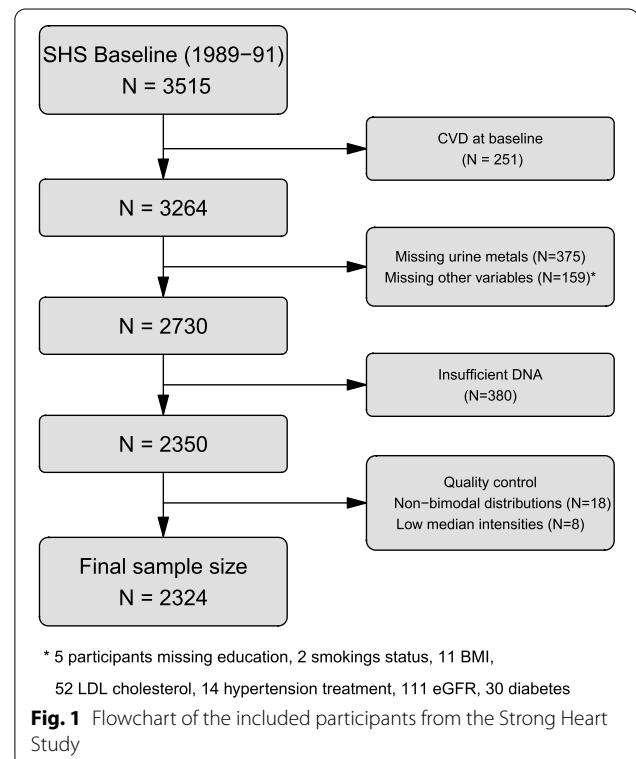 SHS Baseline (1989−91)
N = 3515
CVD at baseline
(N = 251)
N = 3264
Missing urine metals (N=375)
Missing other variables (N=159)*
N = 2730
Insufficient DNA
(N=380)
N = 2350
Quality control
Non−bimodal distributions (N=18)
Low median intensities (N=8)
Final sample size
N = 2324
* 5 participants missing education, 2 smokings status, 11 BMI,
52 LDL cholesterol, 14 hypertension treatment, 111 eGFR, 30 diabetes
Fig. 1 Flowchart of the included participants from the Strong Heart
Study